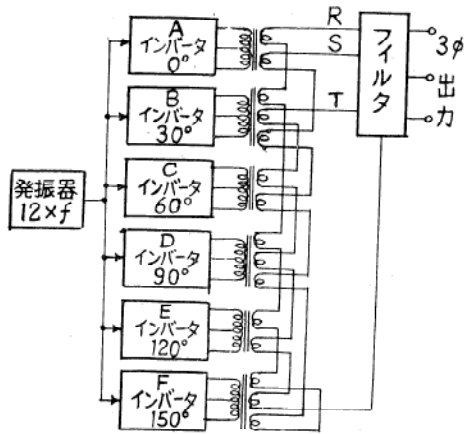 A
インバータ
0°
B
インバータ
30°
C
インバータ
60°
D
インバータ
90°
E
インバータ
120°
F
インバータ
150°
発振器
12×f
R
S
T
フィルタ
3φ
出
力